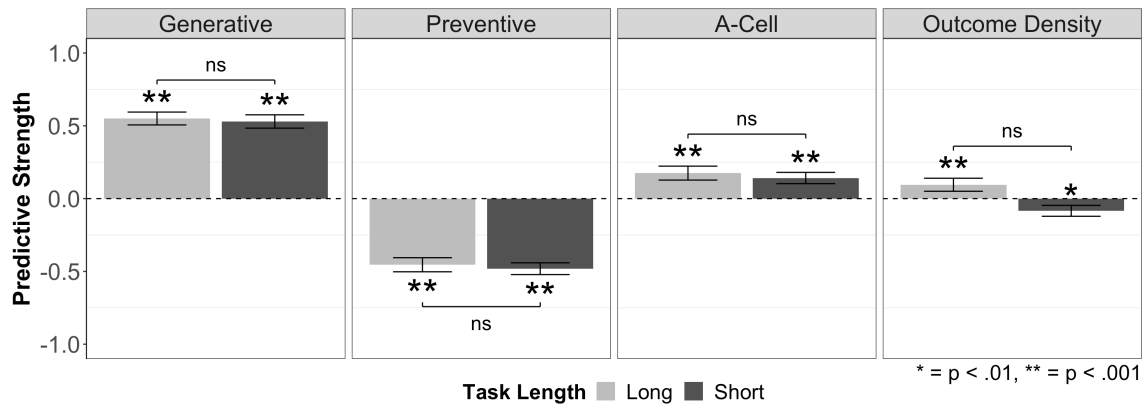 Generative
Preventive
A-Cell
Outcome Density
Predictive Strength
1.0
0.5
0.0
-0.5
-1.0
ns
** **
** **
ns
ns
** **
ns
** *
* = p < .01, ** = p < .001
Task Length Long Short